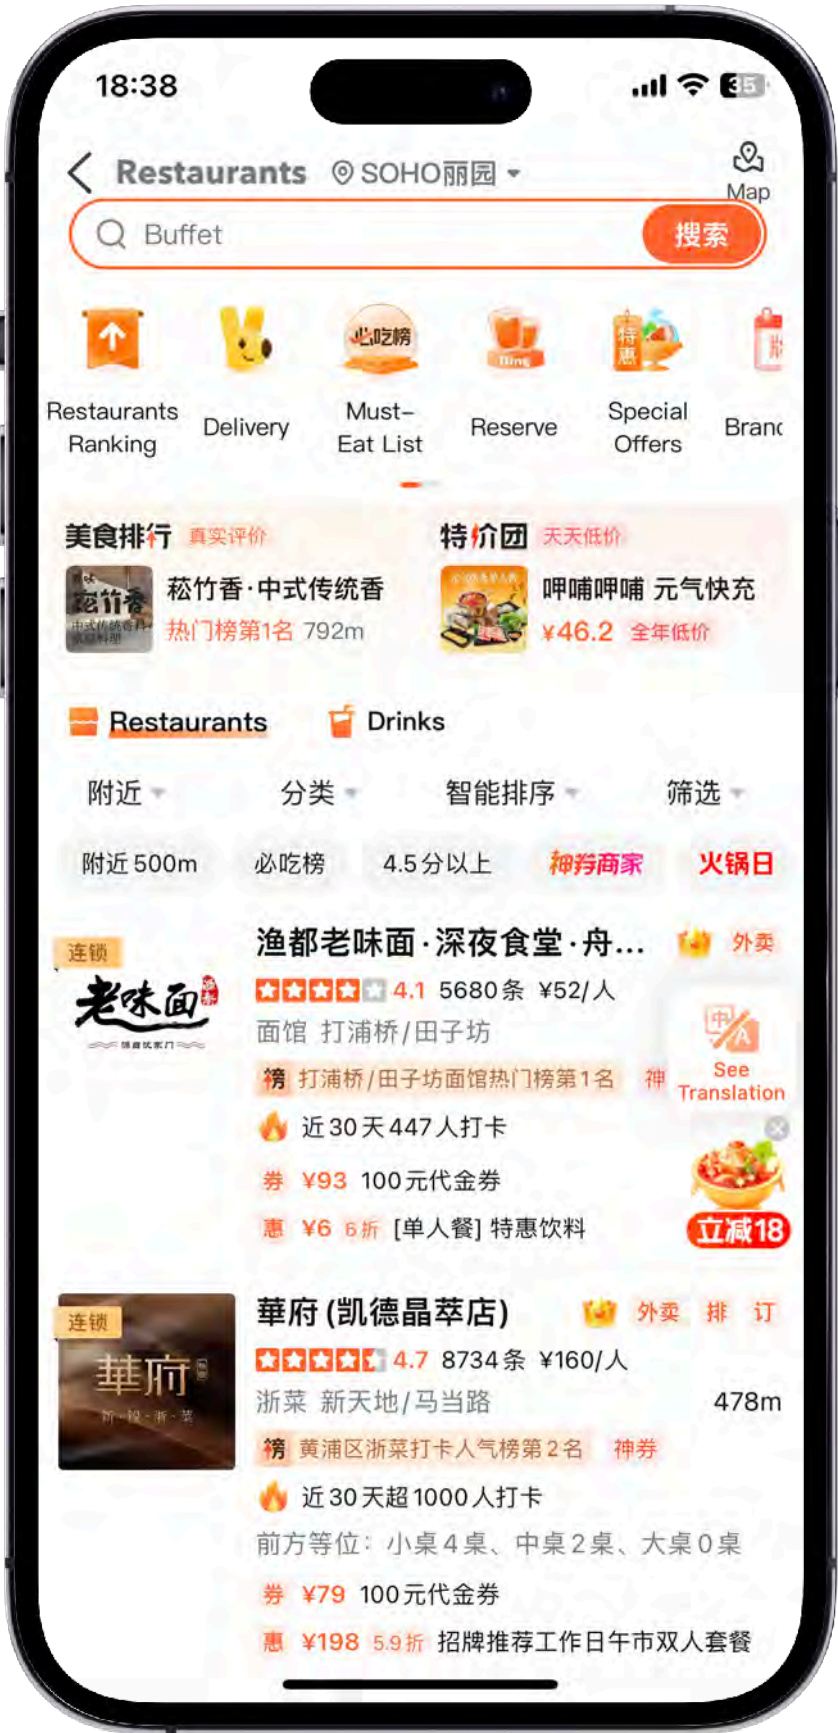 18:38
35
Restaurants SOHO丽园
Map
Buffet 搜索
必吃榜
特惠
Restaurants Ranking
Delivery
Must-Eat List
Reserve
Special Offers
Branc
美食排行 真实评价
菘竹香·中式传统香
热门榜第1名 792m
特价团 天天低价
呷哺呷哺 元气快充
¥46.2 全年低价
Restaurants Drinks
附近 分类 智能排序 筛选
附近500m 必吃榜 4.5分以上 神券商家 火锅日
连锁
老味面
渔都老味面·深夜食堂·舟... 外卖
4.1 5680条 ¥52/人
面馆 打浦桥/田子坊
榜 打浦桥/田子坊面馆热门榜第1名 神
近30天447人打卡
券 ¥93 100元代金券
惠 ¥6 6折 [单人餐] 特惠饮料
中 A
See Translation
立减18
连锁
華府
華府(凯德晶萃店) 外卖 排 订
4.7 8734条 ¥160/人
浙菜 新天地/马当路 478m
榜 黄浦区浙菜打卡人气榜第2名 神券
近30天超1000人打卡
前方等位：小桌4桌、中桌2桌、大桌0桌
券 ¥79 100元代金券
惠 ¥198 5.9折 招牌推荐工作日午市双人套餐